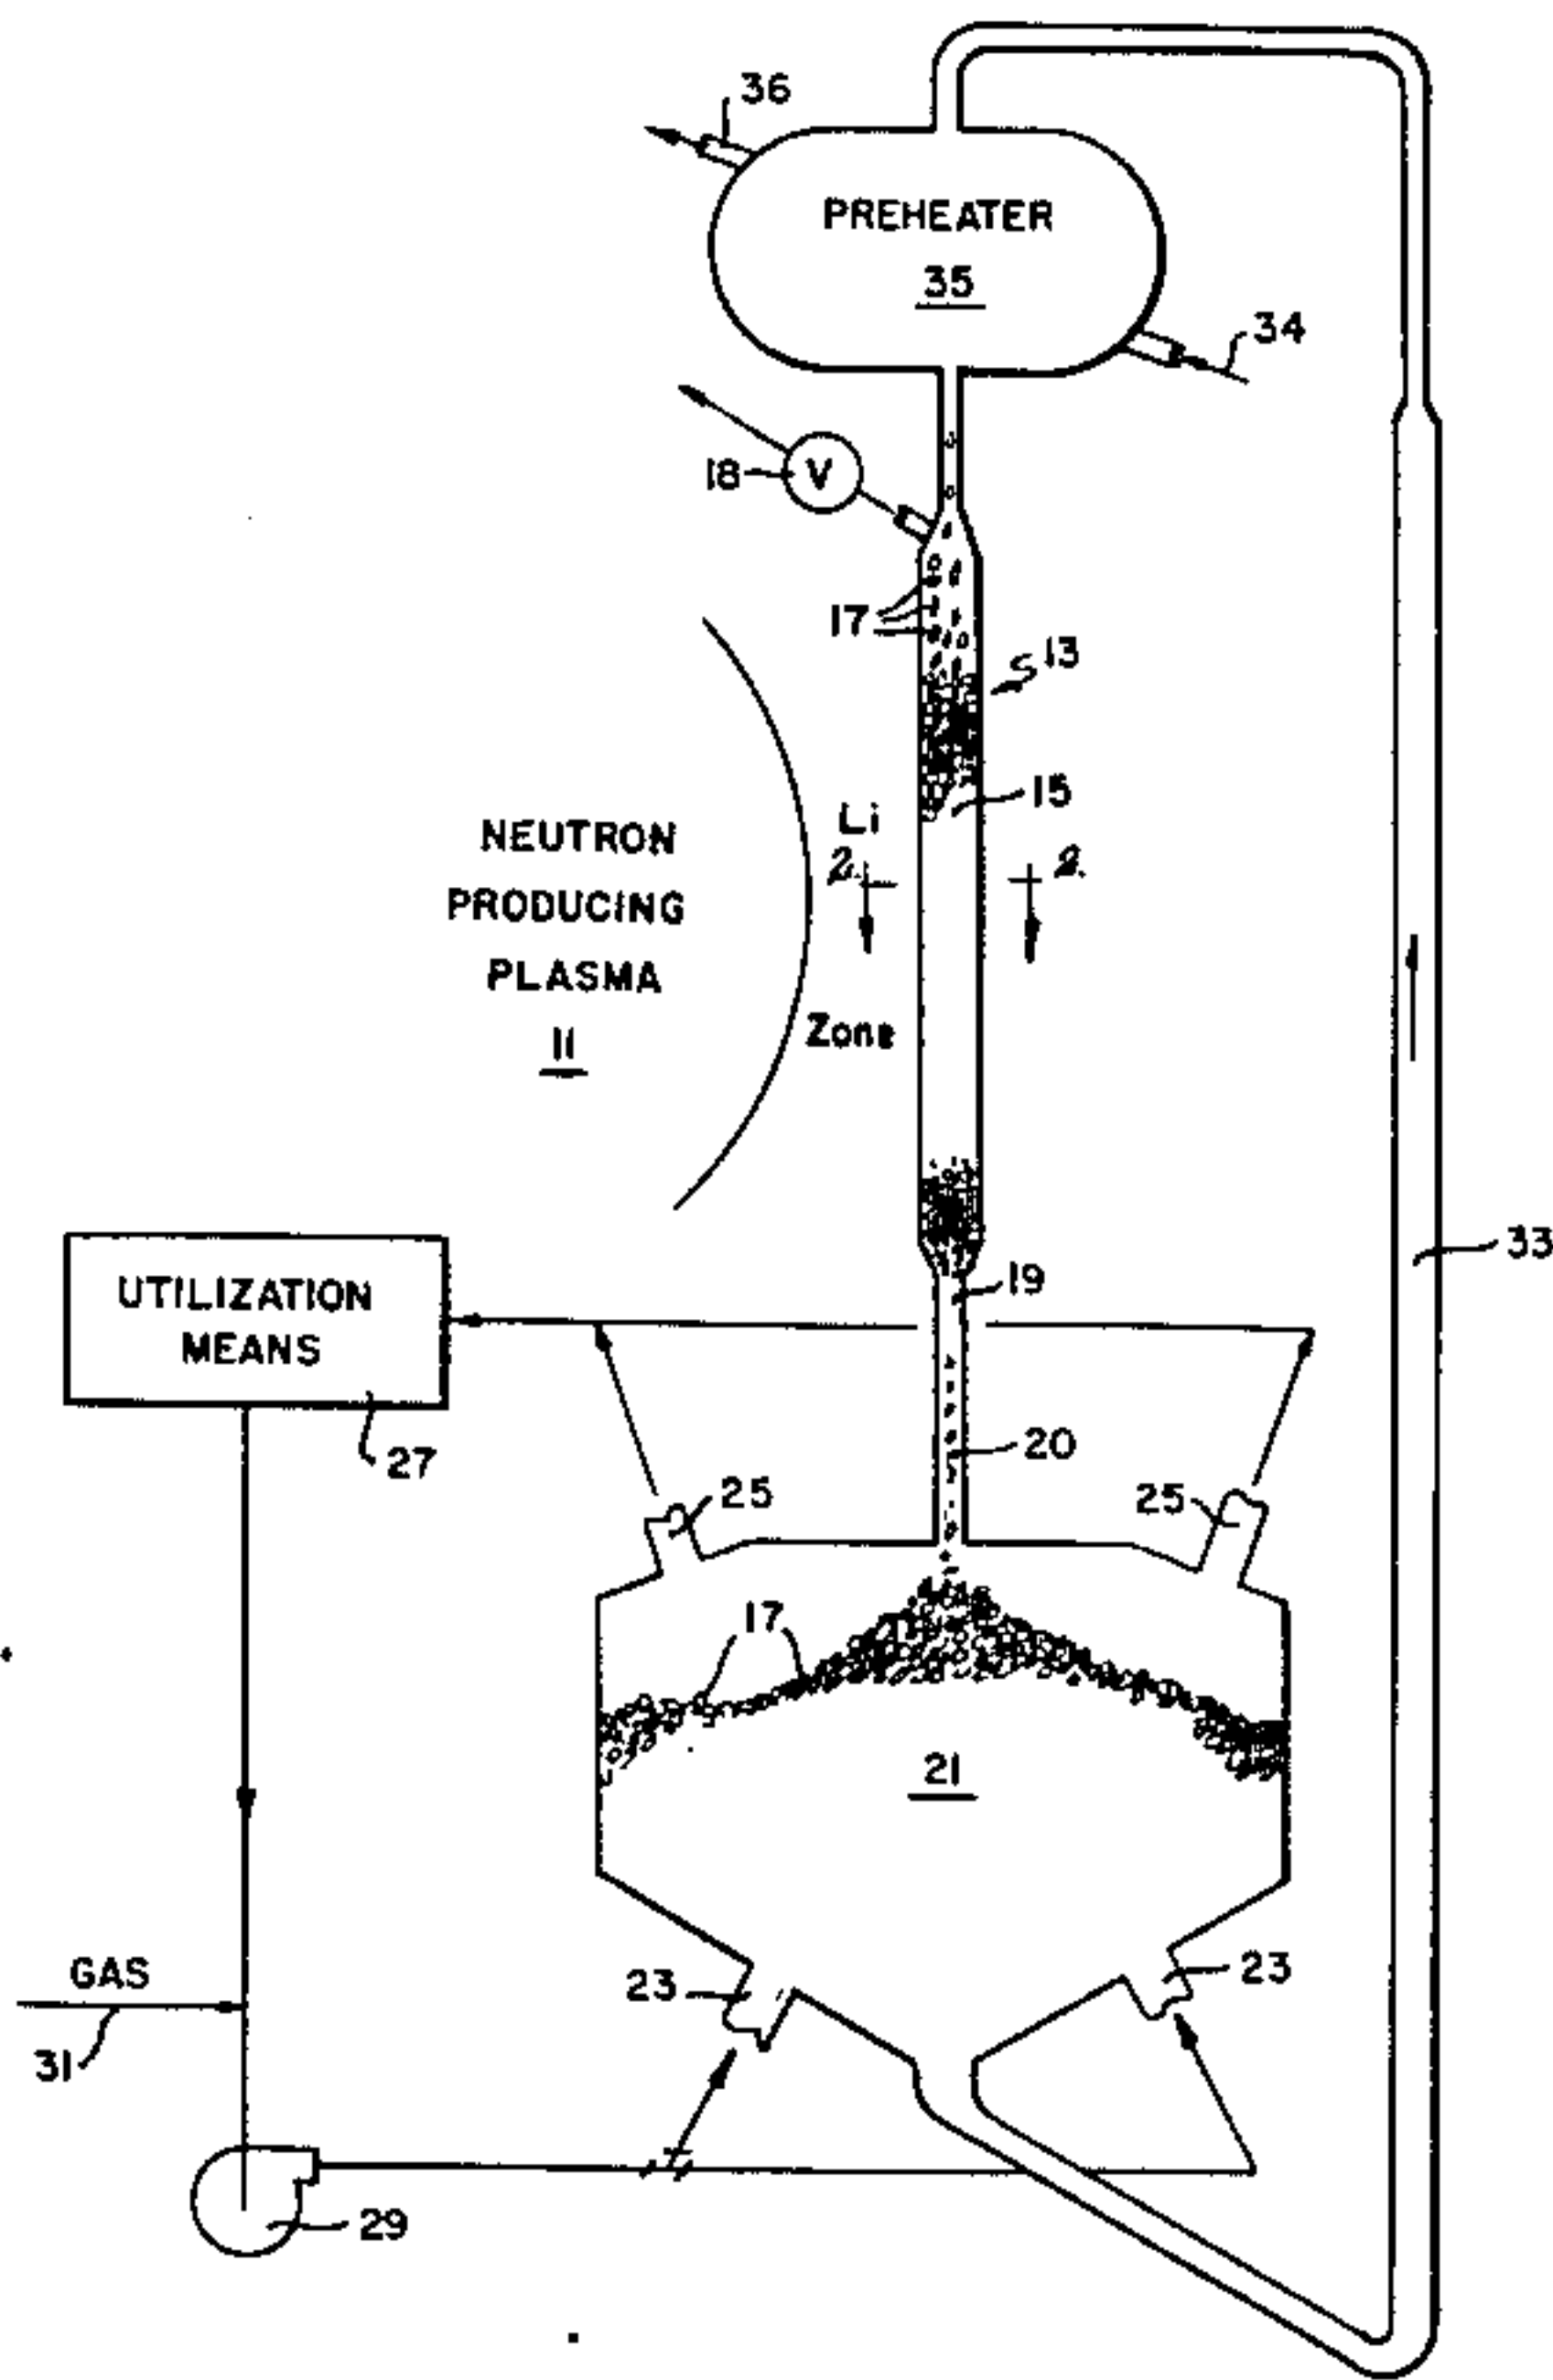 36
PREHEATER
35
34
18
V
17
13
15
Li
2.
2.
NEUTRON
PRODUCING
PLASMA
11
Zone
33
19
UTILIZATION
MEANS
20
27
25
25
17
21
GAS
23
23
31
29